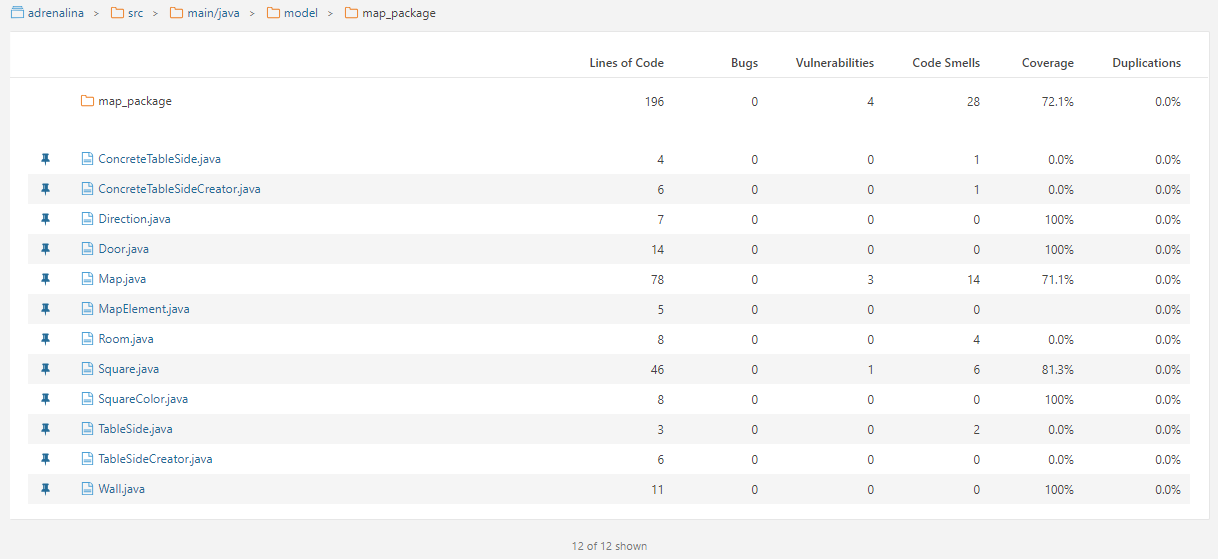 adrenalina > src > main/java > model > map_package
Lines of Code Bugs Vulnerabilities Code Smells Coverage Duplications
map_package 196 0 4 28 72.1% 0.0%
ConcreteTableSide.java 4 0 0 1 0.0% 0.0%
ConcreteTableSideCreator.java 6 0 0 1 0.0% 0.0%
Direction.java 7 0 0 0 100% 0.0%
Door.java 14 0 0 0 100% 0.0%
Map.java 78 0 3 14 71.1% 0.0%
MapElement.java 5 0 0 0 0.0%
Room.java 8 0 0 4 0.0% 0.0%
Square.java 46 0 1 6 81.3% 0.0%
SquareColor.java 8 0 0 0 100% 0.0%
TableSide.java 3 0 0 2 0.0% 0.0%
TableSideCreator.java 6 0 0 0 0.0% 0.0%
Wall.java 11 0 0 0 100% 0.0%
12 of 12 shown